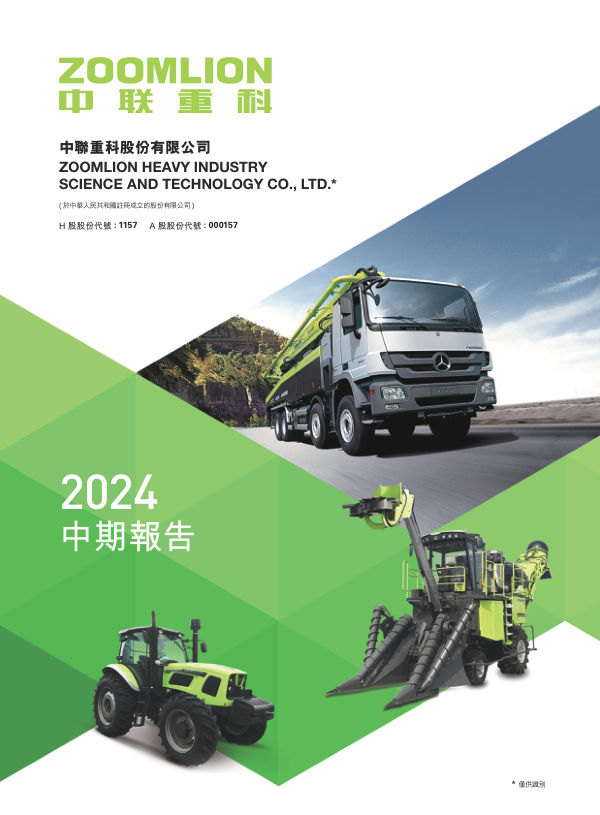 ZOOMLION
中联重科
中聯重科股份有限公司
ZOOMLION HEAVY INDUSTRY
SCIENCE AND TECHNOLOGY CO., LTD.*
(於中華人民共和國註冊成立的股份有限公司)
H 股股份代號 : 1157 A 股股份代號 : 000157
2024
中期報告
* 僅供識別